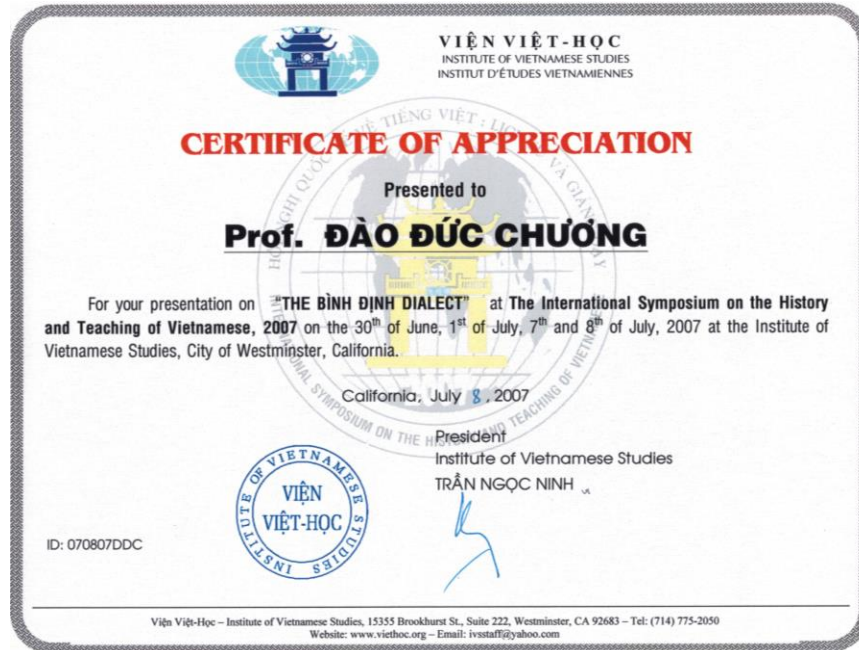 VIỆN VIỆT-HỌC
INSTITUTE OF VIETNAMESE STUDIES
INSTITUT D'ÉTUDES VIETNAMIENNES
CERTIFICATE OF APPRECIATION
Presented to
Prof. ĐÀO ĐỨC CHƯƠNG
For your presentation on "THE BÌNH ĐỊNH DIALECT" at The International Symposium on the History
and Teaching of Vietnamese, 2007 on the 30th of June, 1st of July, 7th and 8th of July, 2007 at the Institute of
Vietnamese Studies, City of Westminster, California.
California, July 8, 2007
President
Institute of Vietnamese Studies
TRẦN NGỌC NINH
INSTITUTE OF VIETNAMESE STUDIES
VIỆN
VIỆT-HỌC
ID: 070807DDC
Viện Việt-Học – Institute of Vietnamese Studies, 15355 Brookhurst St., Suite 222, Westminster, CA 92683 – Tel: (714) 775-2050
Website: www.viethoc.org – Email: ivsstaff@yahoo.com